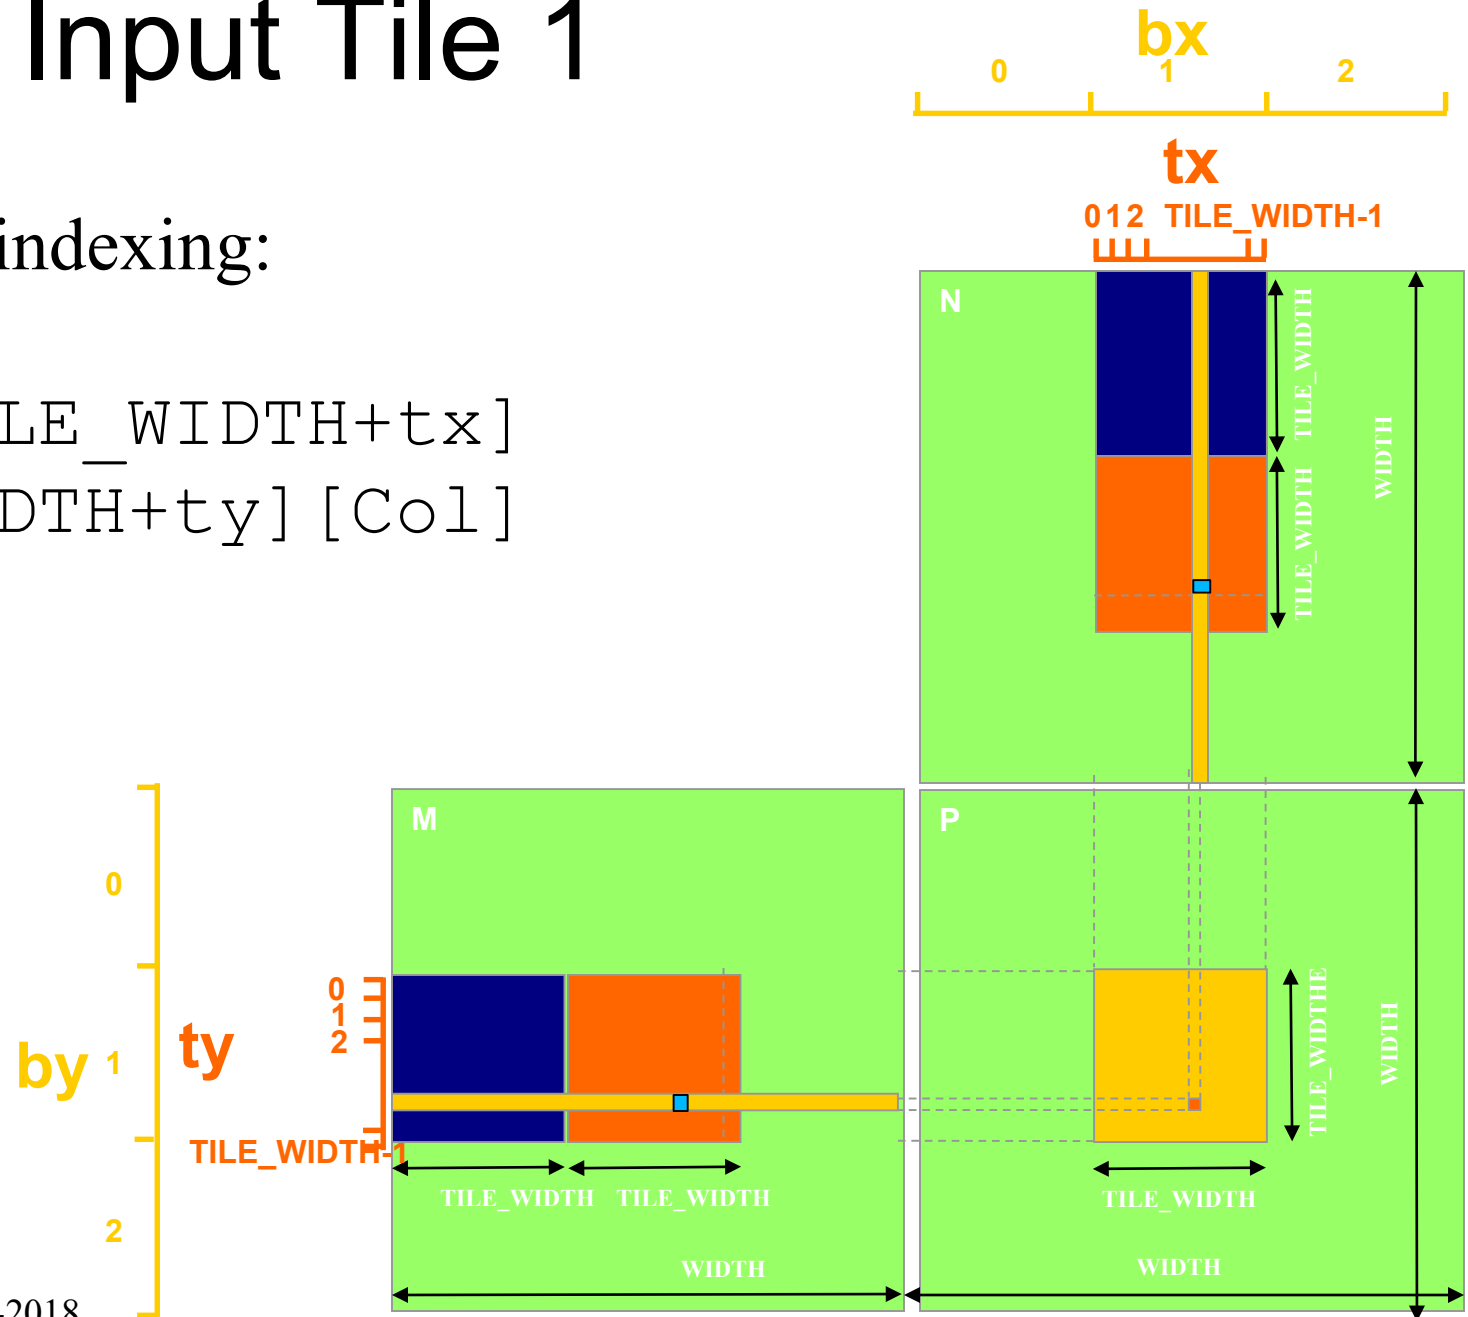 Input Tile 1
bx
0 1 2
tx
0 1 2 TILE_WIDTH-1
indexing:
LE_WIDTH+tx]
DTH+ty][Col]
N
TILE_WIDTH
TILE_WIDTH
WIDTH
M
P
by
0
1
2
ty
0
1
2
TILE_WIDTH-1
TILE_WIDTH TILE_WIDTH
WIDTH
TILE_WIDTHE
WIDTH
TILE_WIDTH
WIDTH
-2018